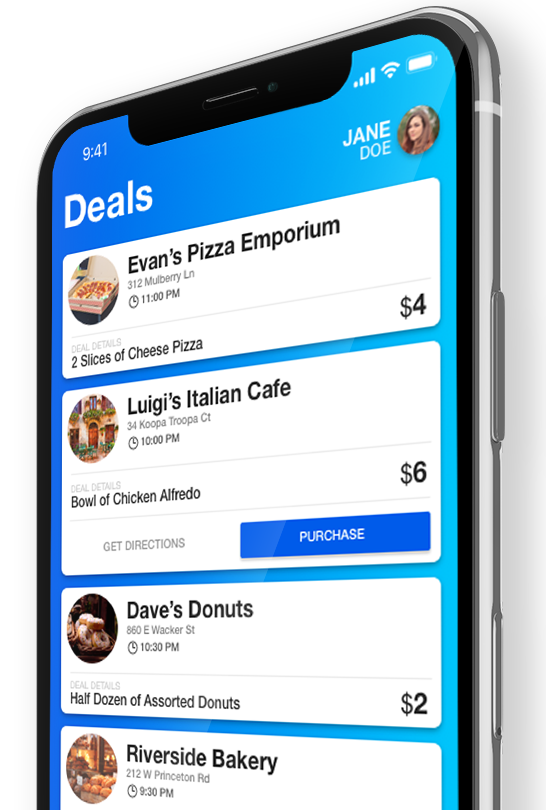 9:41
JANE
DOE
Deals
Evan's Pizza Emporium
312 Mulberry Ln
11:00 PM
$4
DEAL DETAILS
2 Slices of Cheese Pizza
Luigi's Italian Cafe
34 Koopa Troopa Ct
10:00 PM
$6
DEAL DETAILS
Bowl of Chicken Alfredo
GET DIRECTIONS
PURCHASE
Dave's Donuts
860 E Wacker St
10:30 PM
$2
DEAL DETAILS
Half Dozen of Assorted Donuts
Riverside Bakery
212 W Princeton Rd
9:30 PM